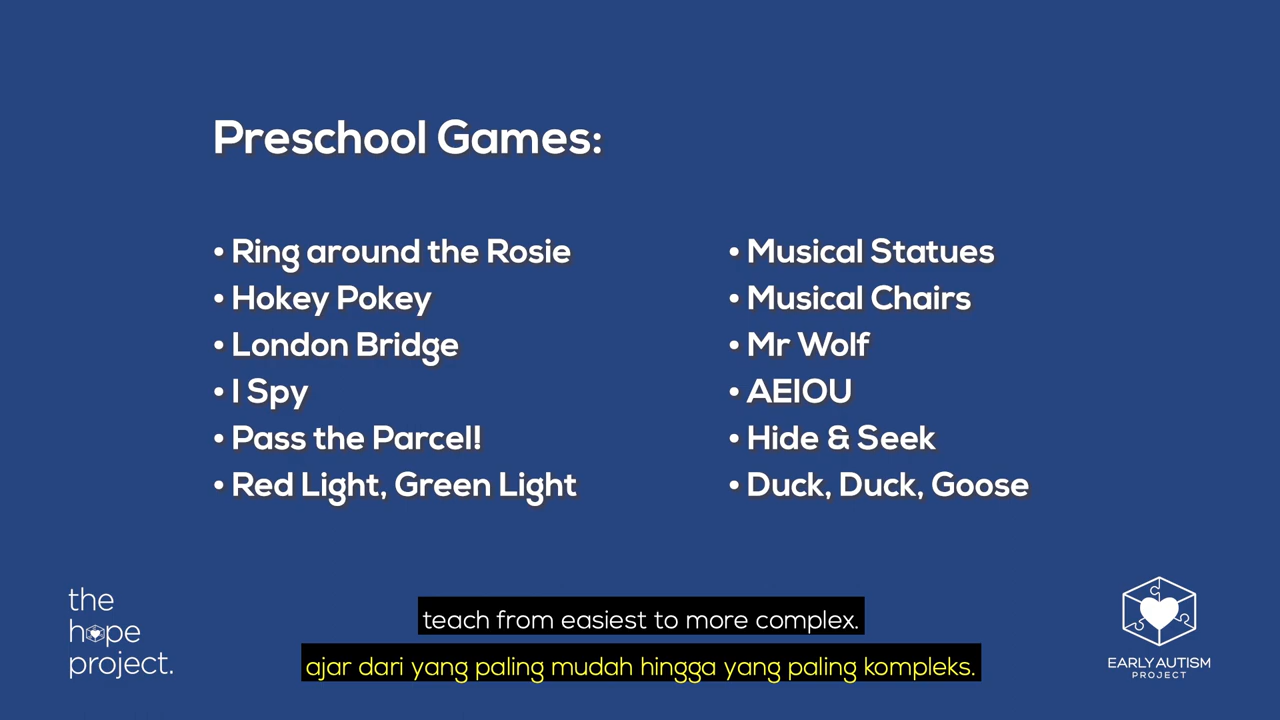 Preschool Games:
• Ring around the Rosie
• Hokey Pokey
• London Bridge
• I Spy
• Pass the Parcel!
• Red Light, Green Light
• Musical Statues
• Musical Chairs
• Mr Wolf
• AEIOU
• Hide & Seek
• Duck, Duck, Goose
the
hope
project.
teach from easiest to more complex.
ajar dari yang paling mudah hingga yang paling kompleks.
EARLY AUTISM
PROJECT